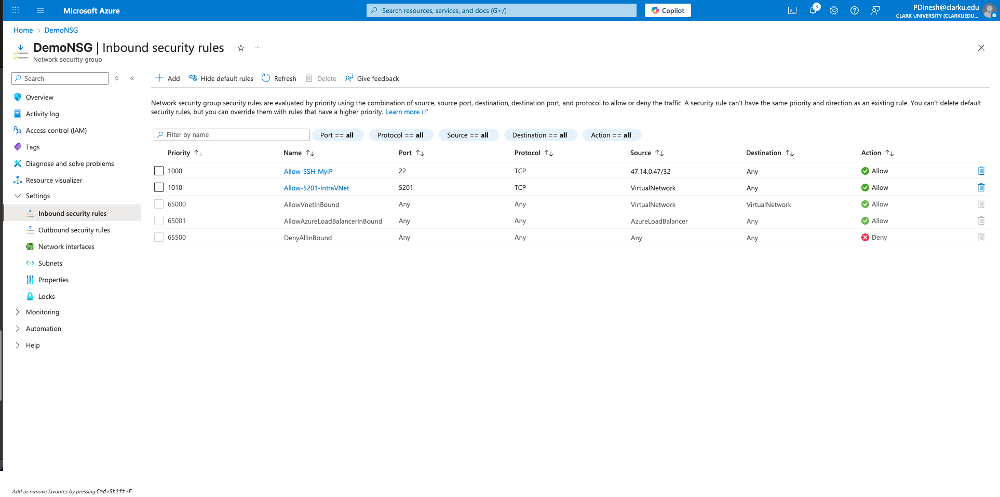 Microsoft Azure
Search resources, services, and docs (G+/)
Copilot
3
PDinesh@clarku.edu
CLARK UNIVERSITY (CLARKUEDU...
Home > DemoNSG
DemoNSG | Inbound security rules
Network security group
Search
Add
Hide default rules
Refresh
Delete
Give feedback
Overview
Activity log
Access control (IAM)
Tags
Diagnose and solve problems
Resource visualizer
Settings
Inbound security rules
Outbound security rules
Network interfaces
Subnets
Properties
Locks
Monitoring
Automation
Help
Network security group security rules are evaluated by priority using the combination of source, source port, destination, destination port, and protocol to allow or deny the traffic. A security rule can't have the same priority and direction as an existing rule. You can't delete default
security rules, but you can override them with rules that have a higher priority. Learn more
Filter by name
Port == all
Protocol == all
Source == all
Destination == all
Action == all
Priority Name Port Protocol Source Destination Action
1000 Allow-SSH-MyIP 22 TCP 47.14.0.47/32 Any Allow
1010 Allow-5201-IntraVNet 5201 TCP VirtualNetwork Any Allow
65000 AllowVnetInBound Any Any VirtualNetwork VirtualNetwork Allow
65001 AllowAzureLoadBalancerInBound Any Any AzureLoadBalancer Any Allow
65500 DenyAllInBound Any Any Any Any Deny
Add or remove favorites by pressing Cmd+Shift+F